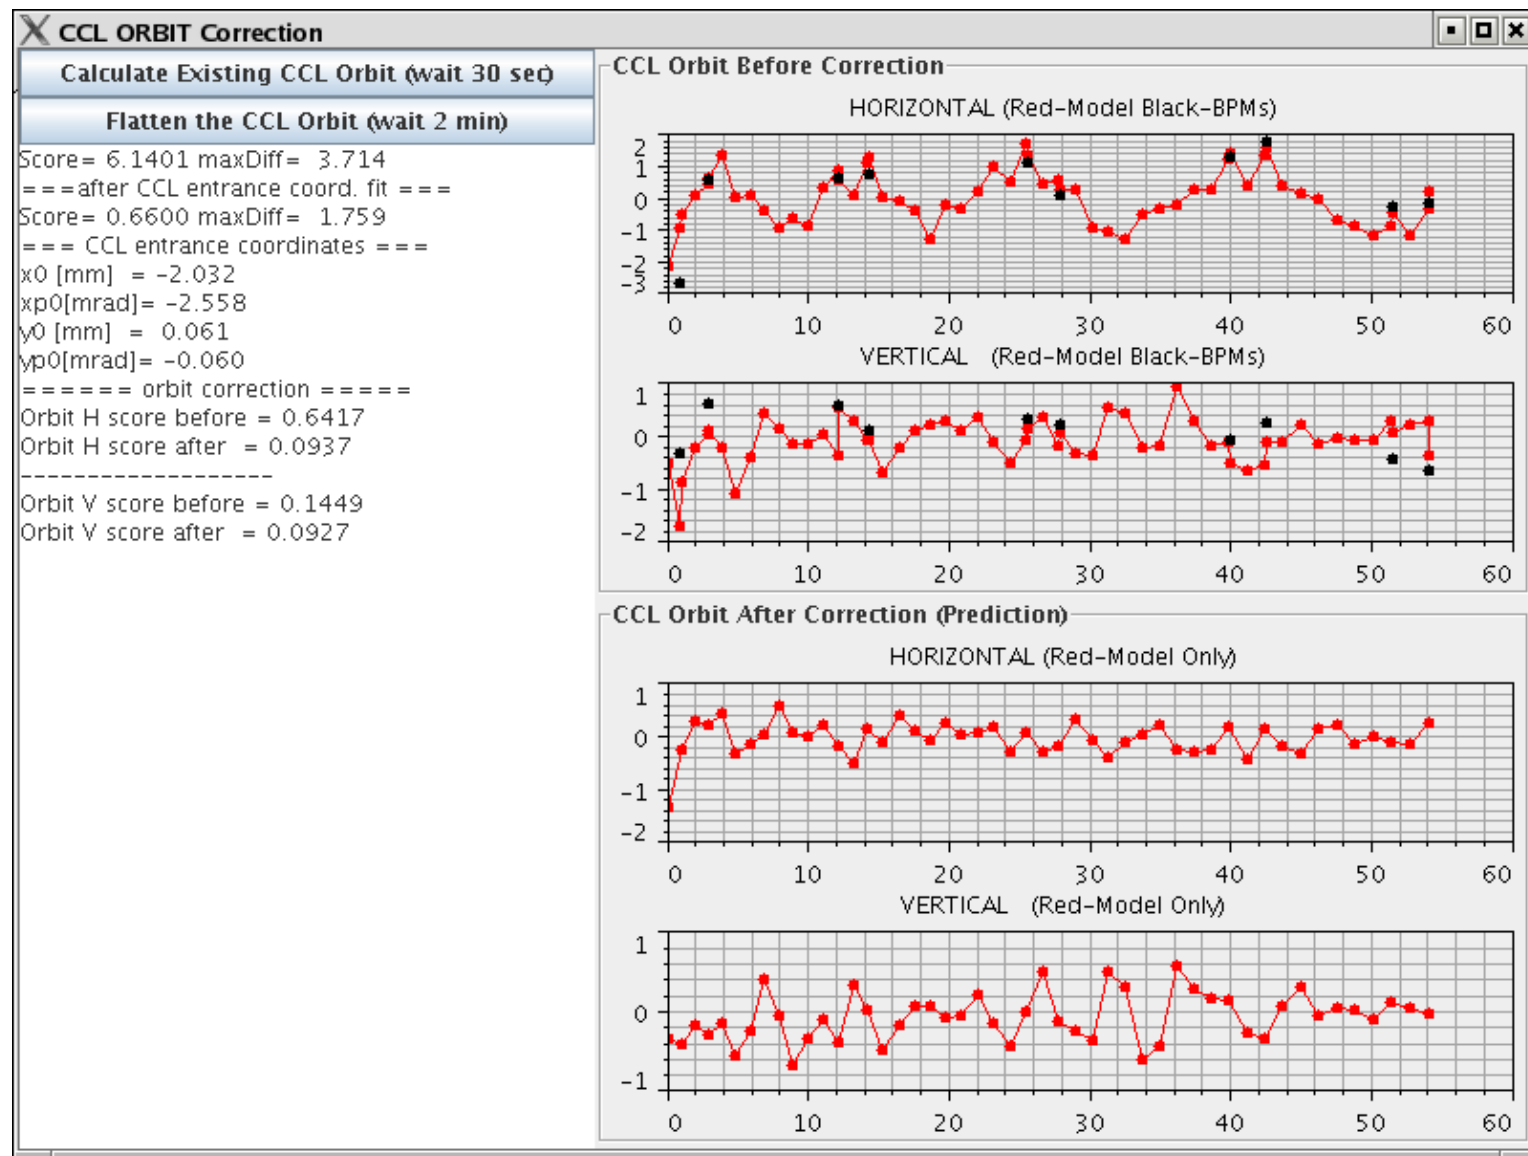 CCL ORBIT Correction
Calculate Existing CCL Orbit (wait 30 sec)
Flatten the CCL Orbit (wait 2 min)
Score= 6.1401 maxDiff=  3.714
===after CCL entrance coord. fit ===
Score= 0.6600 maxDiff=  1.759
=== CCL entrance coordinates ===
x0 [mm]  = -2.032
xp0[mrad]= -2.558
y0 [mm]  =  0.061
yp0[mrad]= -0.060
====== orbit correction =====
Orbit H score before = 0.6417
Orbit H score after  = 0.0937
-------------------
Orbit V score before = 0.1449
Orbit V score after  = 0.0927
CCL Orbit Before Correction
HORIZONTAL (Red-Model Black-BPMs)
2
1
0
-1
-2
-3
0 10 20 30 40 50 60
VERTICAL   (Red-Model Black-BPMs)
1
0
-1
-2
0 10 20 30 40 50 60
CCL Orbit After Correction (Prediction)
HORIZONTAL (Red-Model Only)
1
0
-1
-2
0 10 20 30 40 50 60
VERTICAL   (Red-Model Only)
1
0
-1
0 10 20 30 40 50 60